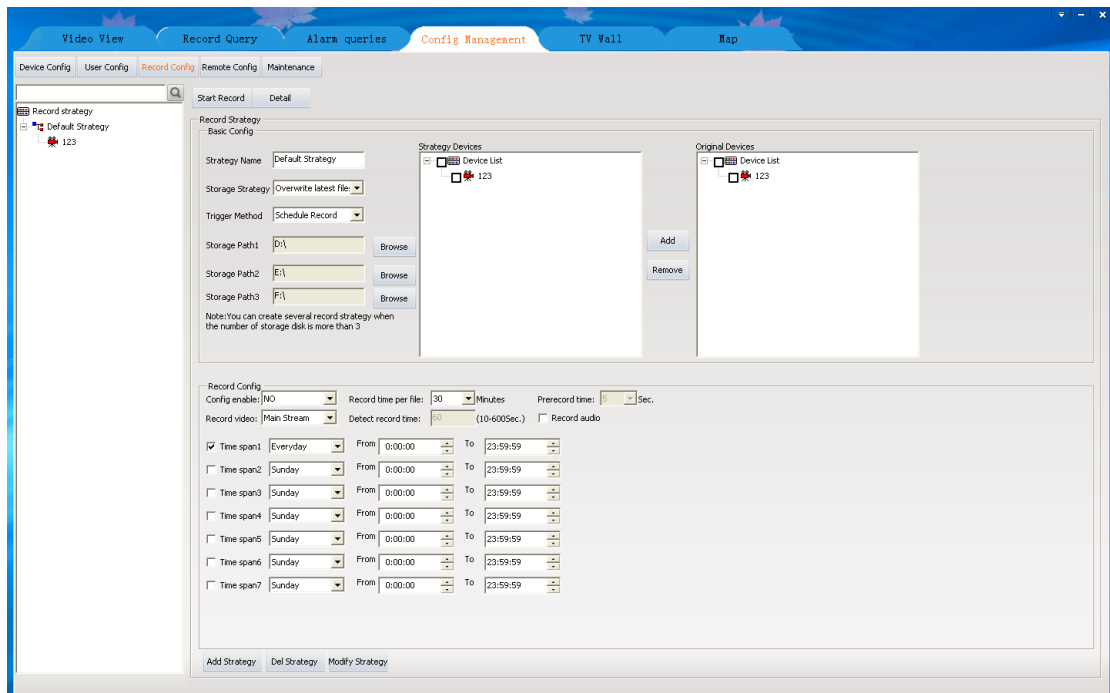 Video View Record Query Alarm queries Config Management TV Wall Map
Device Config User Config Record Config Remote Config Maintenance
Start Record Detail
Record strategy
Default Strategy
123
Record Strategy
Basic Config
Strategy Name Default Strategy
Storage Strategy Overwrite latest file:
Trigger Method Schedule Record
Storage Path1 D:\ Browse
Storage Path2 E:\ Browse
Storage Path3 F:\ Browse
Note:You can create several record strategy when
the number of storage disk is more than 3
Strategy Devices
Device List
123
Add
Remove
Original Devices
Device List
123
Record Config
Config enable: NO Record time per file: 30 Minutes Prerecord time: 5 Sec.
Record video: Main Stream Detect record time: 60 (10-600Sec.) Record audio
Time span1 Everyday From 0:00:00 To 23:59:59
Time span2 Sunday From 0:00:00 To 23:59:59
Time span3 Sunday From 0:00:00 To 23:59:59
Time span4 Sunday From 0:00:00 To 23:59:59
Time span5 Sunday From 0:00:00 To 23:59:59
Time span6 Sunday From 0:00:00 To 23:59:59
Time span7 Sunday From 0:00:00 To 23:59:59
Add Strategy Del Strategy Modify Strategy